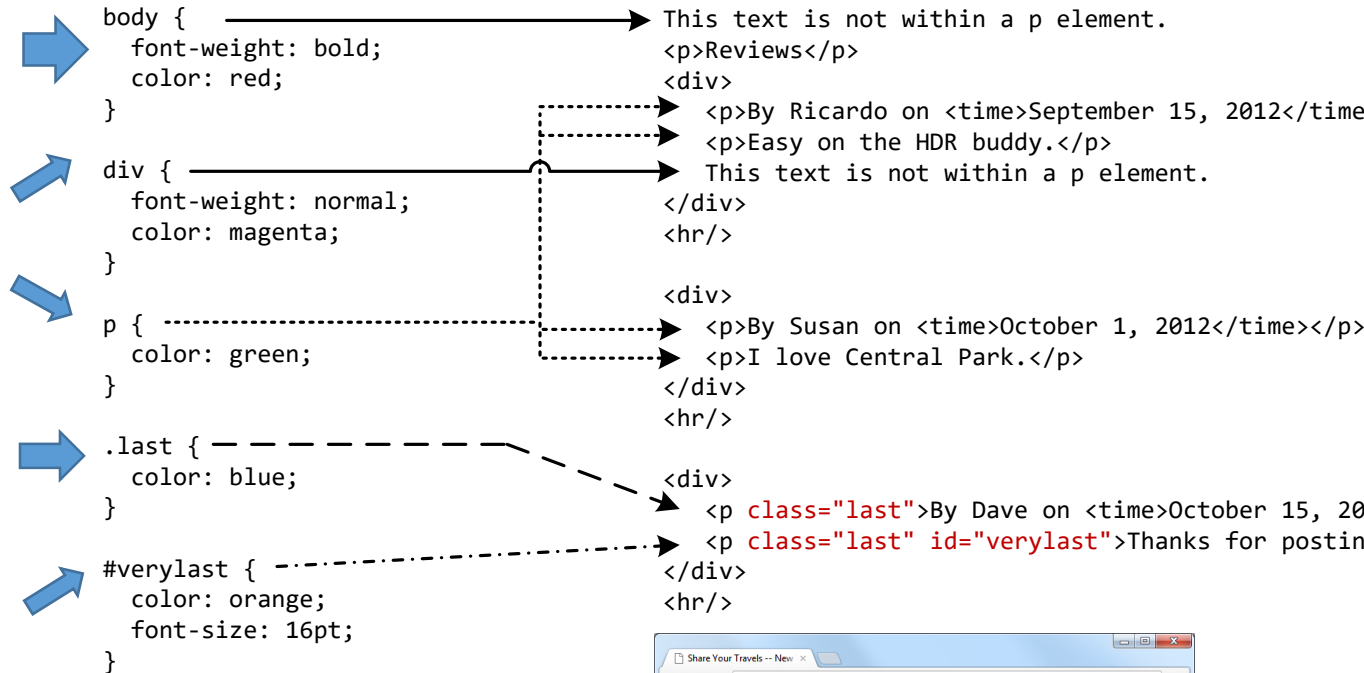 body {
  font-weight: bold;
  color: red;
}
div {
  font-weight: normal;
  color: magenta;
}
p {
  color: green;
}
.last {
  color: blue;
}
#verylast {
  color: orange;
  font-size: 16pt;
}
This text is not within a p element.
<p>Reviews</p>
<div>
  <p>By Ricardo on <time>September 15, 2012</time
  <p>Easy on the HDR buddy.</p>
  This text is not within a p element.
</div>
<hr/>
<div>
  <p>By Susan on <time>October 1, 2012</time></p>
  <p>I love Central Park.</p>
</div>
<hr/>
<div>
  <p class="last">By Dave on <time>October 15, 20
  <p class="last" id="verylast">Thanks for postin
</div>
<hr/>
Share Your Travels -- New